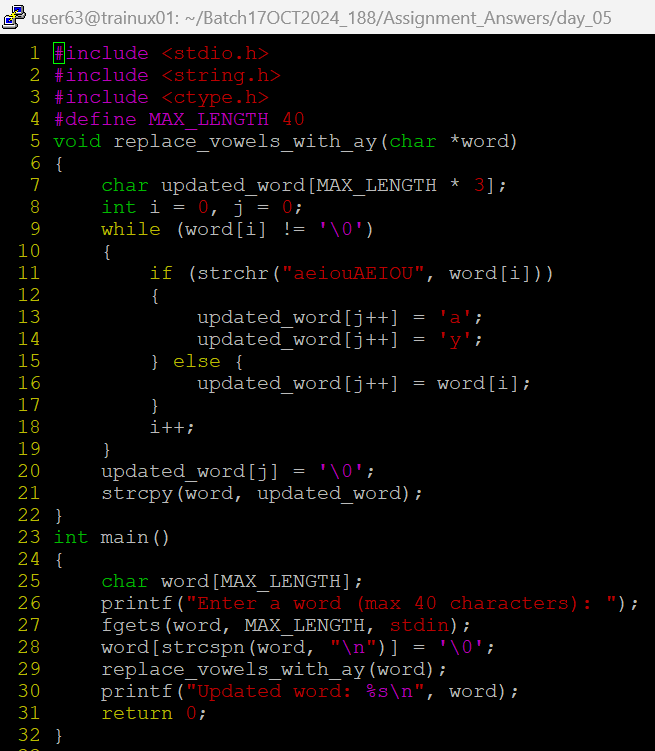 user63@trainux01: ~/Batch17OCT2024_188/Assignment_Answers/day_05
1 #include <stdio.h>
2 #include <string.h>
3 #include <ctype.h>
4 #define MAX_LENGTH 40
5 void replace_vowels_with_ay(char *word)
6 {
7     char updated_word[MAX_LENGTH * 3];
8     int i = 0, j = 0;
9     while (word[i] != '\0')
10     {
11         if (strchr("aeiouAEIOU", word[i]))
12         {
13             updated_word[j++] = 'a';
14             updated_word[j++] = 'y';
15         } else {
16             updated_word[j++] = word[i];
17         }
18         i++;
19     }
20     updated_word[j] = '\0';
21     strcpy(word, updated_word);
22 }
23 int main()
24 {
25     char word[MAX_LENGTH];
26     printf("Enter a word (max 40 characters): ");
27     fgets(word, MAX_LENGTH, stdin);
28     word[strcspn(word, "\n")] = '\0';
29     replace_vowels_with_ay(word);
30     printf("Updated word: %s\n", word);
31     return 0;
32 }